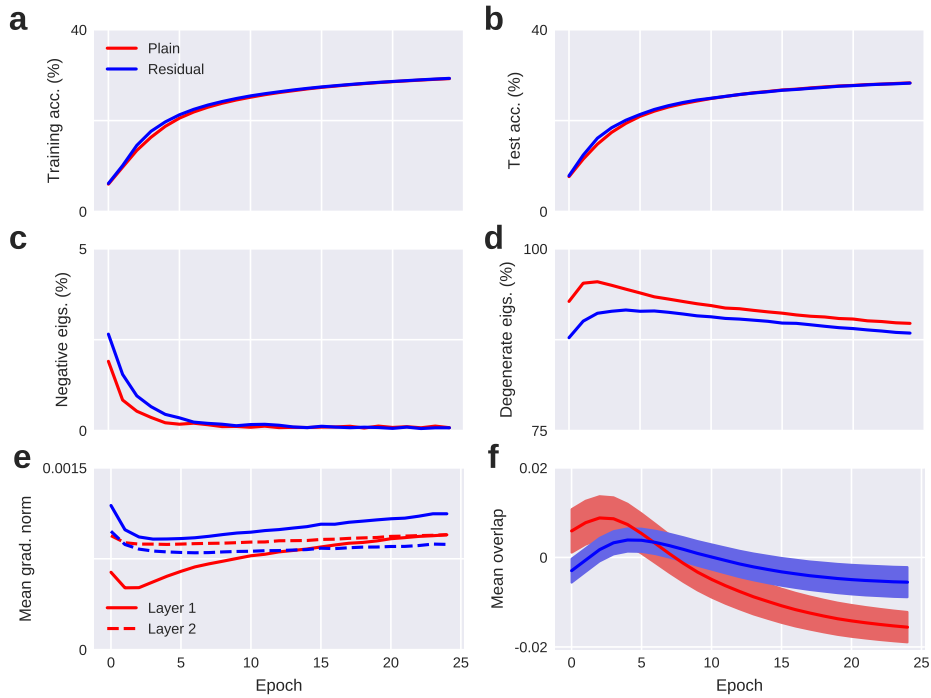 a
40
Training acc. (%)
0
Plain
Residual
b
40
Test acc. (%)
0
c
5
Negative eigs. (%)
0
d
100
Degenerate eigs. (%)
75
e
0.0015
Mean grad. norm
0
Layer 1
Layer 2
0 5 10 15 20 25
Epoch
f
0.02
0
-0.02
Mean overlap
0 5 10 15 20 25
Epoch